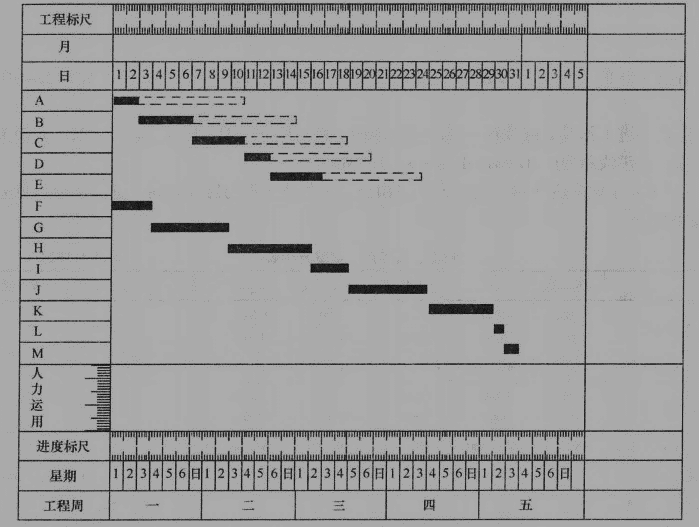 工程标尺
月
日 1 2 3 4 5 6 7 8 9 10 11 12 13 14 15 16 17 18 19 20 21 22 23 24 25 26 27 28 29 30 31 1 2 3 4 5
A
B
C
D
E
F
G
H
I
J
K
L
M
人
力
运
用
进度标尺
星期 1 2 3 4 5 6 日 1 2 3 4 5 6 日 1 2 3 4 5 6 日 1 2 3 4 5 6 日 1 2 3 4 5 6 日
工程周 一 二 三 四 五